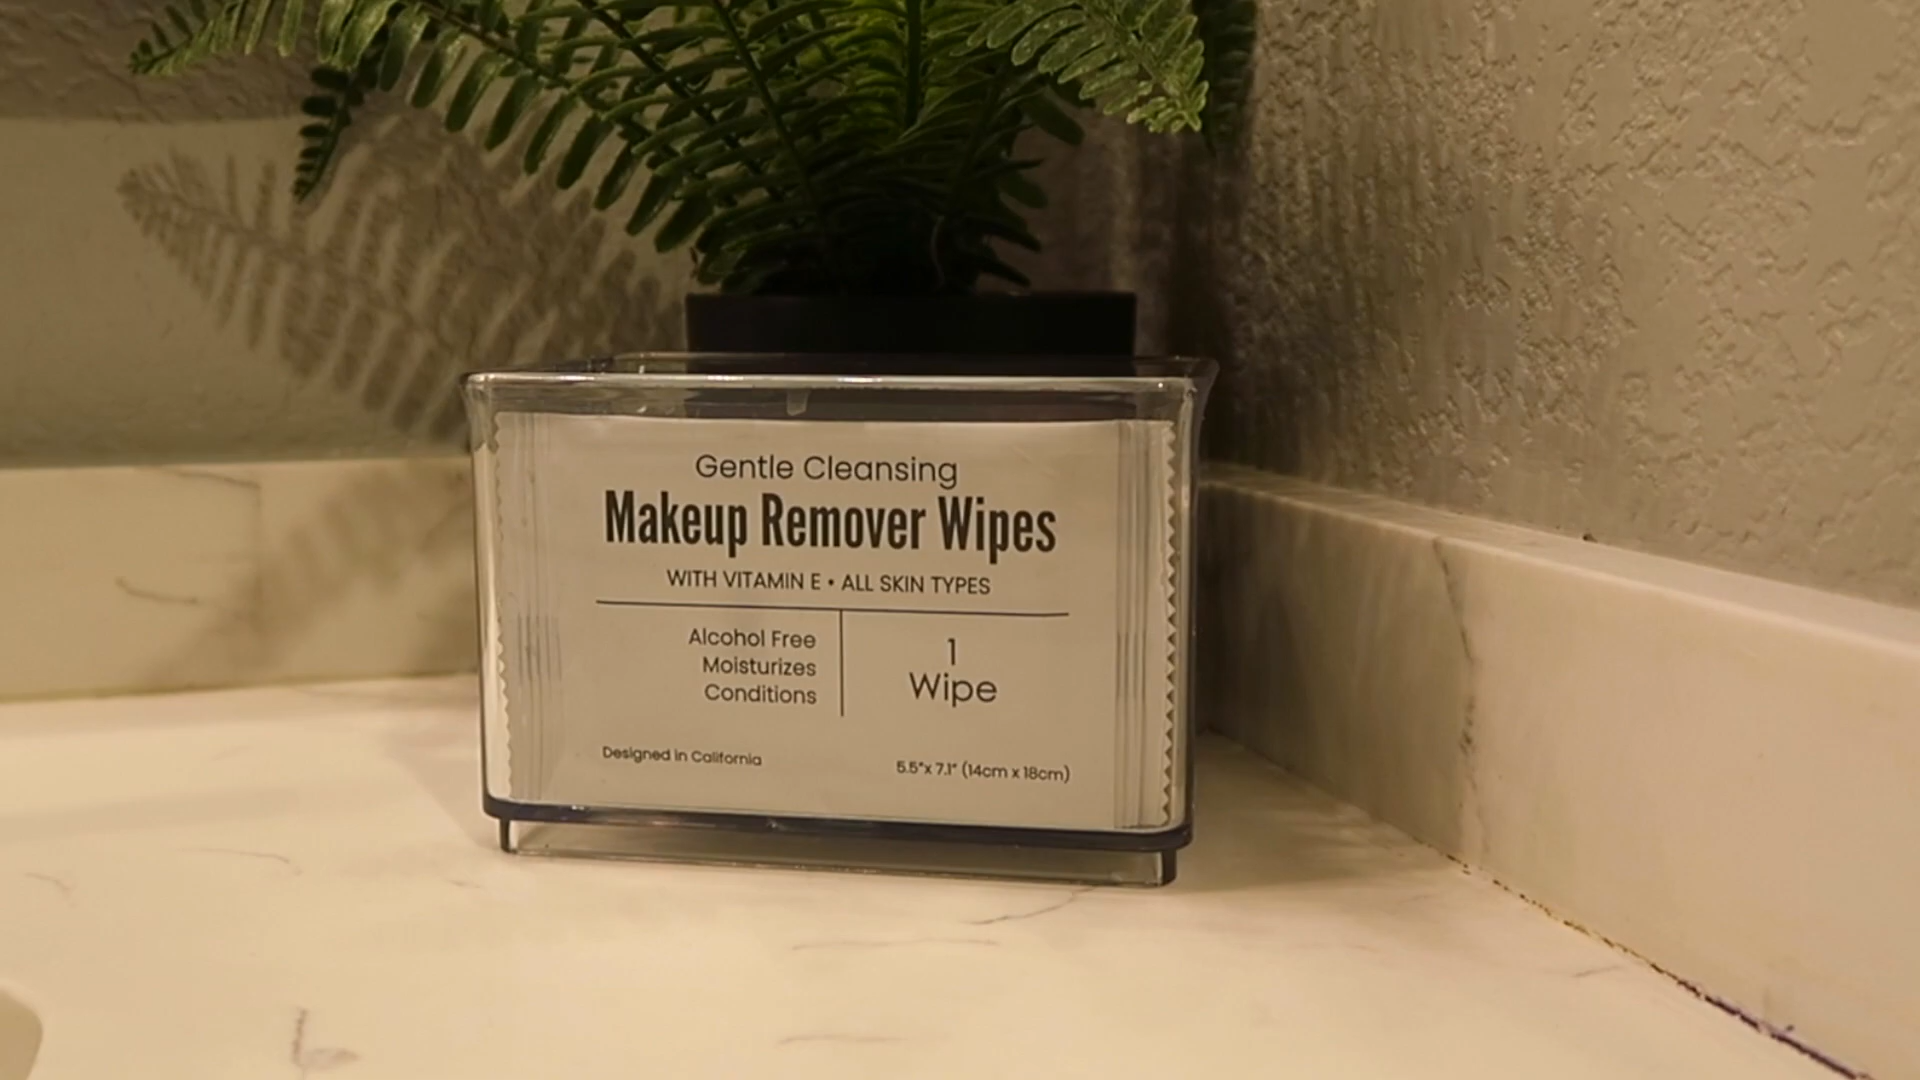 Gentle Cleansing
Makeup Remover Wipes
WITH VITAMIN E • ALL SKIN TYPES
Alcohol Free
Moisturizes
Conditions
1
Wipe
Designed in California
5.5"x 7.1" (14cm x 18cm)